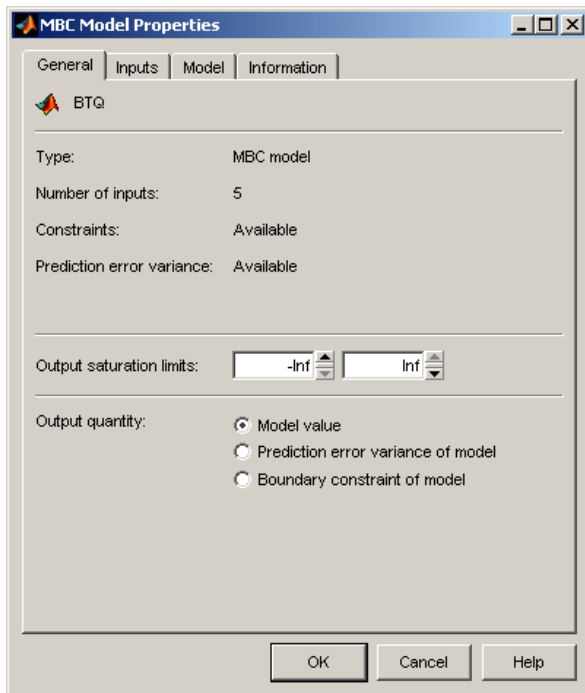 MBC Model Properties
General Inputs Model Information
BTQ
Type: MBC model
Number of inputs: 5
Constraints: Available
Prediction error variance: Available
Output saturation limits: -Inf Inf
Output quantity: Model value
Prediction error variance of model
Boundary constraint of model
OK Cancel Help